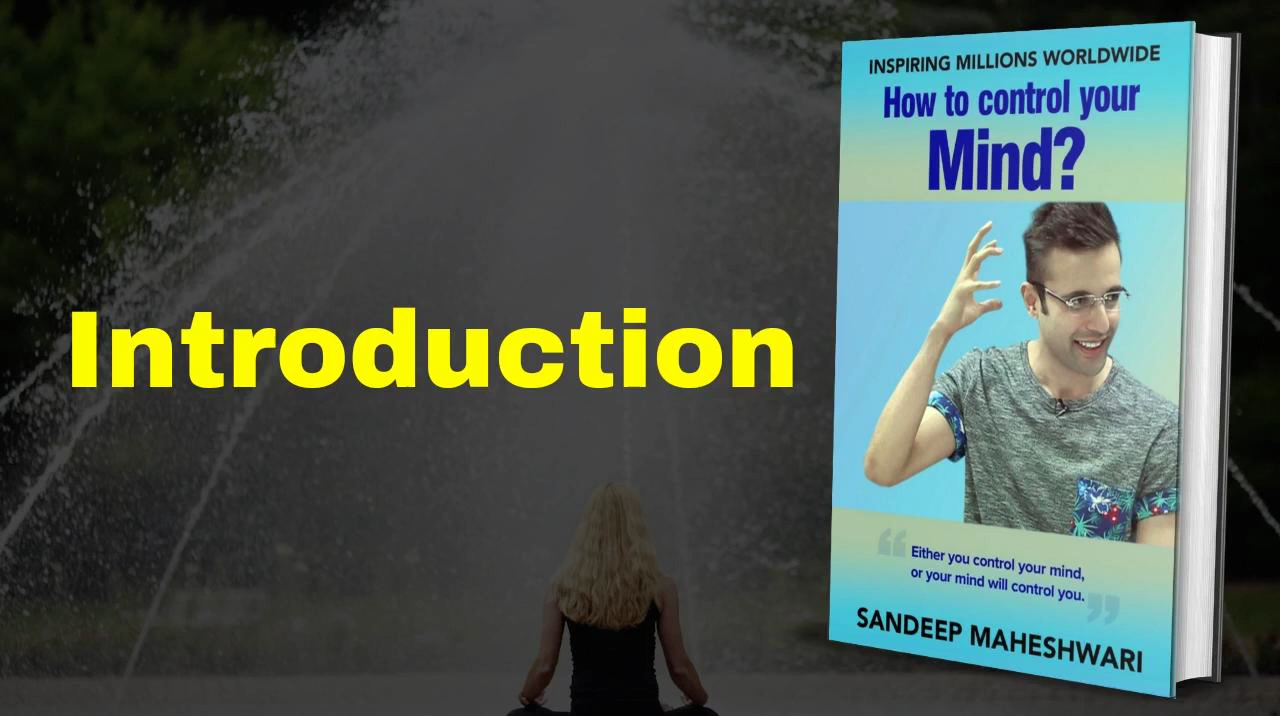 Introduction
INSPIRING MILLIONS WORLDWIDE
How to control your
Mind?
“Either you control your mind,
or your mind will control you.”
SANDEEP MAHESHWARI